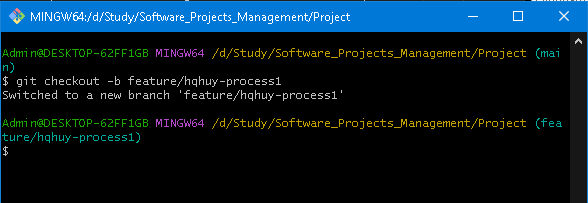 MINGW64:/d/Study/Software_Projects_Management/Project
Admin@DESKTOP-62FF1GB MINGW64 /d/Study/Software_Projects_Management/Project (mai
n)
$ git checkout -b feature/hqhuy-process1
Switched to a new branch 'feature/hqhuy-process1'
Admin@DESKTOP-62FF1GB MINGW64 /d/Study/Software_Projects_Management/Project (fea
ture/hqhuy-process1)
$